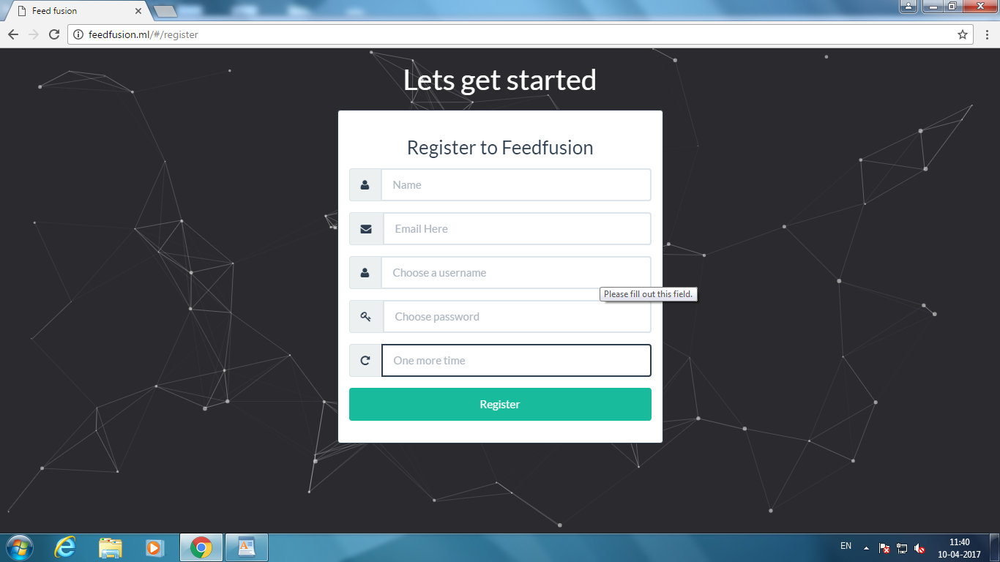 Feed fusion
feedfusion.ml/#/register
Lets get started
Register to Feedfusion
Name
Email Here
Choose a username
Please fill out this field.
Choose password
One more time
Register
EN
11:40
10-04-2017